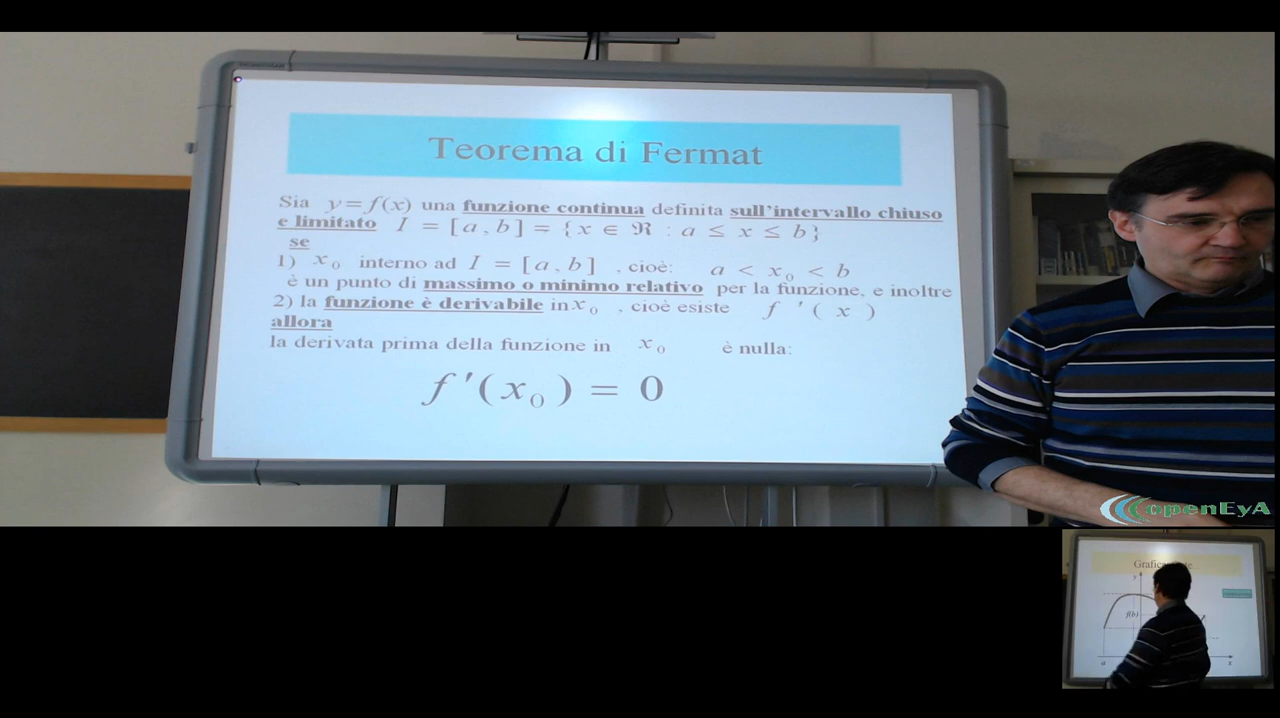 Teorema di Fermat
Sia y = f(x) una funzione continua definita sull'intervallo chiuso
e limitato I = [a, b] = {x ∈ ℜ : a ≤ x ≤ b}
se
1) x₀ interno ad I = [a, b] , cioè: a < x₀ < b
è un punto di massimo o minimo relativo per la funzione, e inoltre
2) la funzione è derivabile in x₀ , cioè esiste f '( x )
allora
la derivata prima della funzione in x₀ è nulla:
f '(x₀) = 0
openEyA
y
f(b)
a
x